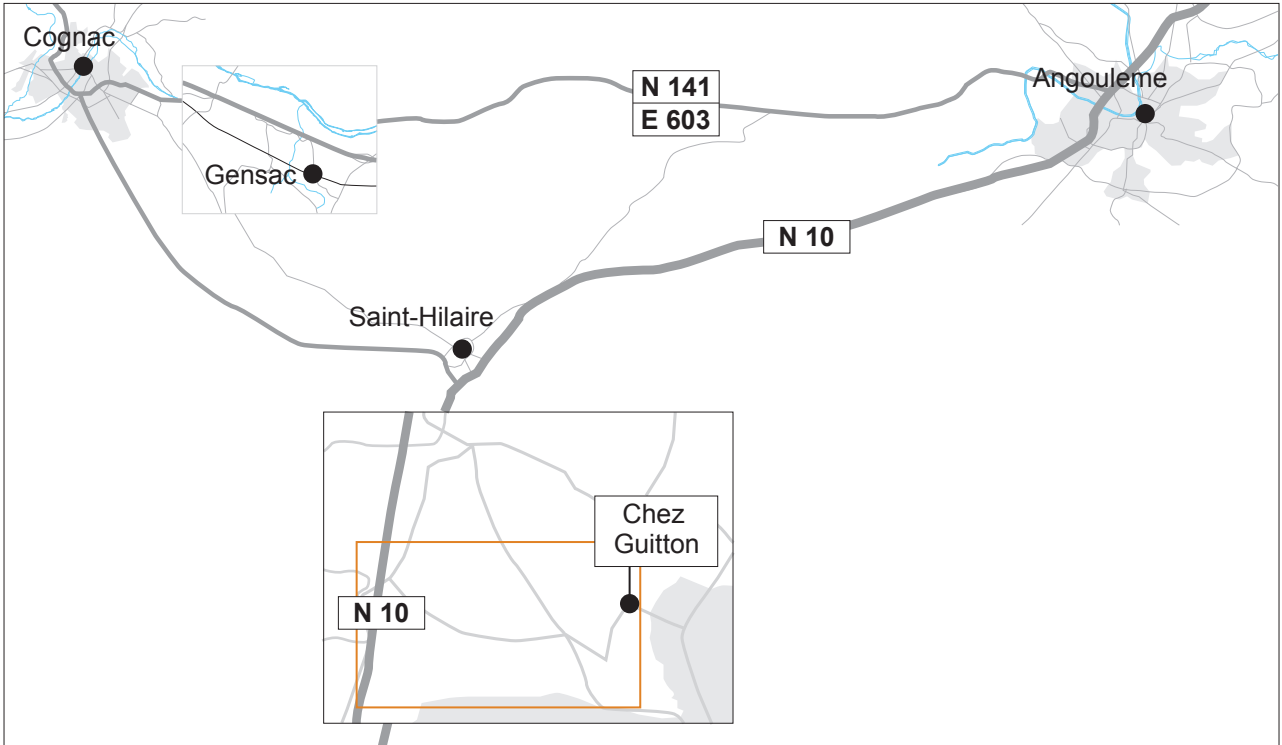 Cognac
N 141
E 603
Angouleme
Gensac
N 10
Saint-Hilaire
Chez
Guitton
N 10